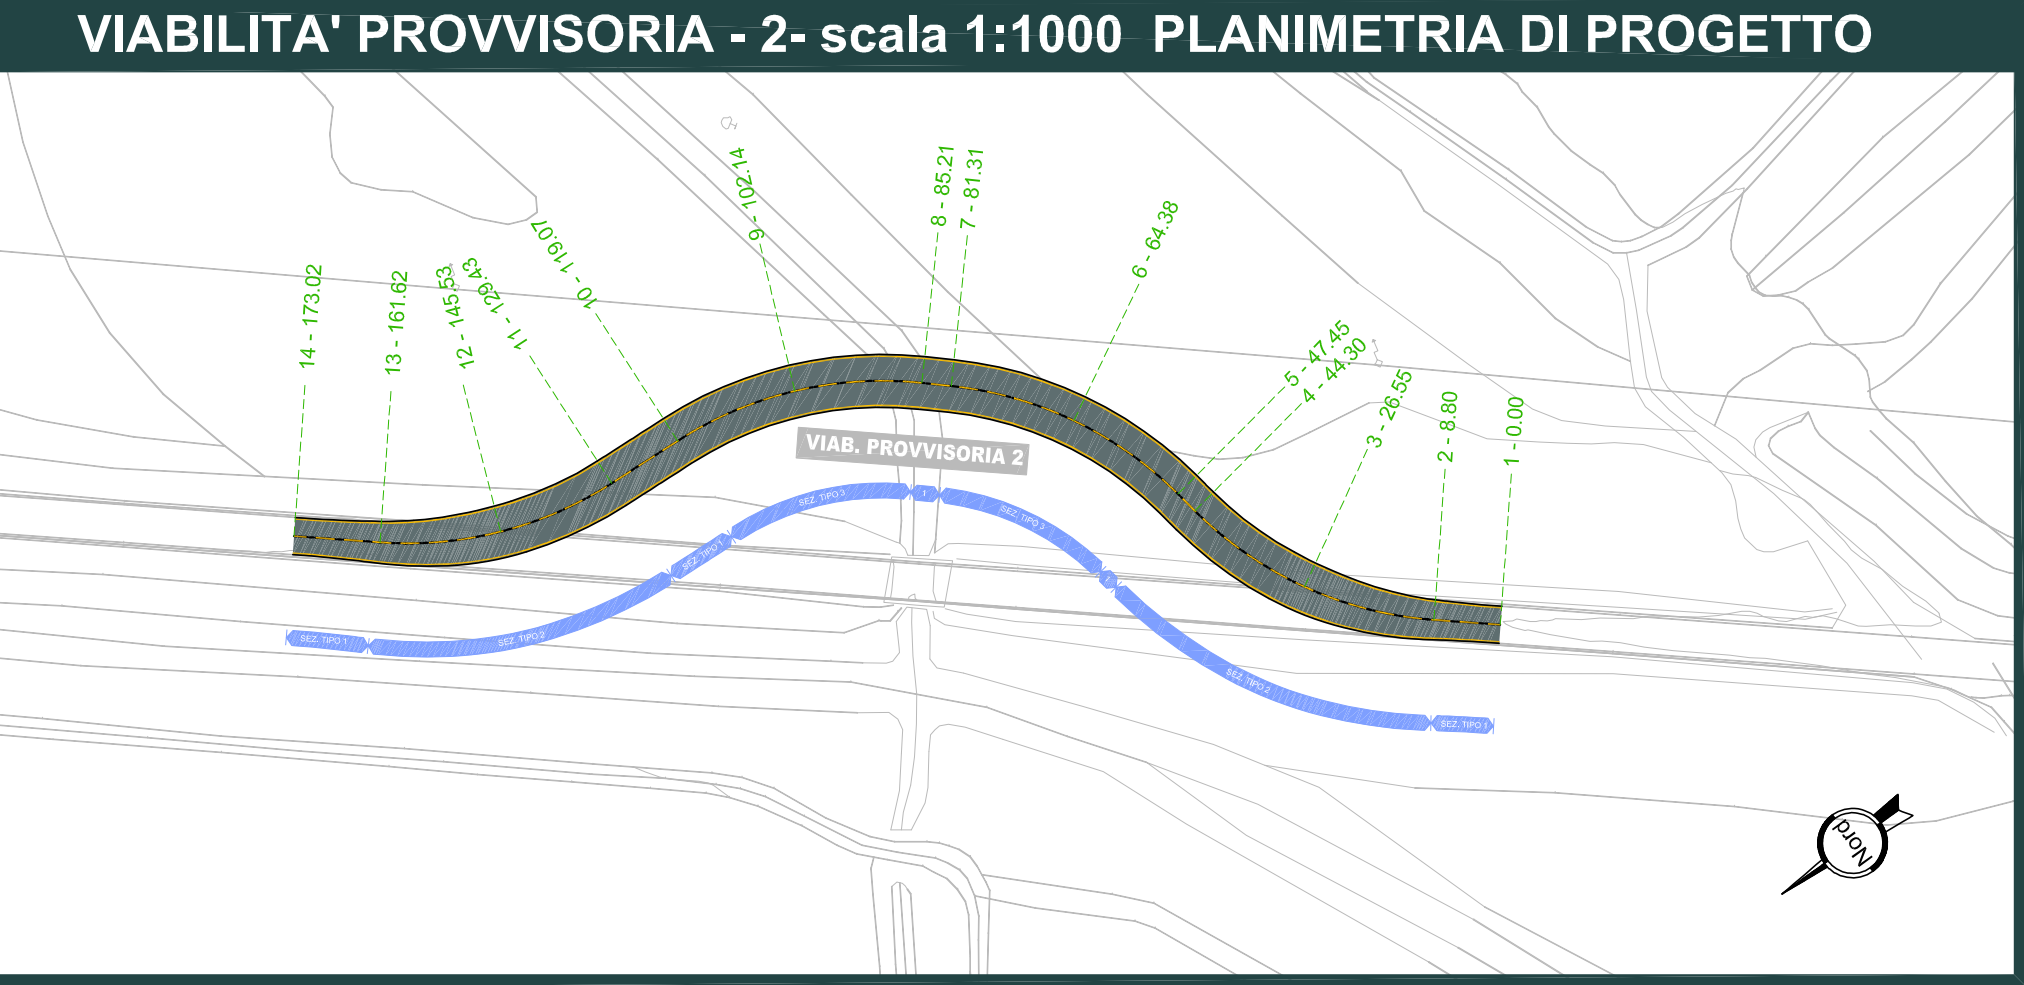 VIABILITA' PROVVISORIA - 2- scala 1:1000 PLANIMETRIA DI PROGETTO
14 - 173.02
13 - 161.62
12 - 145.53
11 - 129.43
10 - 119.07
9 - 102.14
8 - 85.21
7 - 81.31
6 - 64.38
5 - 47.45
4 - 44.30
3 - 26.55
2 - 8.80
1 - 0.00
VIAB. PROVVISORIA 2
SEZ. TIPO 1
SEZ. TIPO 2
SEZ. TIPO 1
SEZ. TIPO 3
1
SEZ. TIPO 3
1
SEZ. TIPO 2
SEZ. TIPO 1
Nord